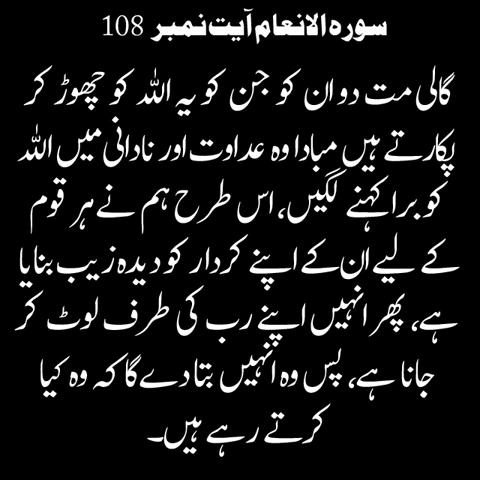 سورہ الانعام آیت نمبر 108
گالی مت دو ان کو جن کو یہ اللہ کو چھوڑ کر
پکارتے ہیں مبادا وہ عداوت اور نادانی میں اللہ
کو برا کہنے لگیں، اس طرح ہم نے ہر قوم
کے لیے ان کے اپنے کردار کو دیدہ زیب بنایا
ہے، پھر انہیں اپنے رب کی طرف لوٹ کر
جانا ہے، پس وہ انہیں بتا دے گا کہ وہ کیا
کرتے رہے ہیں۔